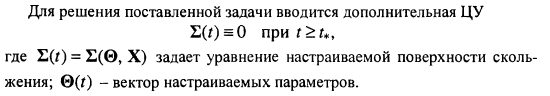 Для решения поставленной задачи вводится дополнительная ЦУ
Σ(t) ≡ 0 при t ≥ t*,
где Σ(t) = Σ(Θ, X) задает уравнение настраиваемой поверхности сколь-
жения; Θ(t) – вектор настраиваемых параметров.